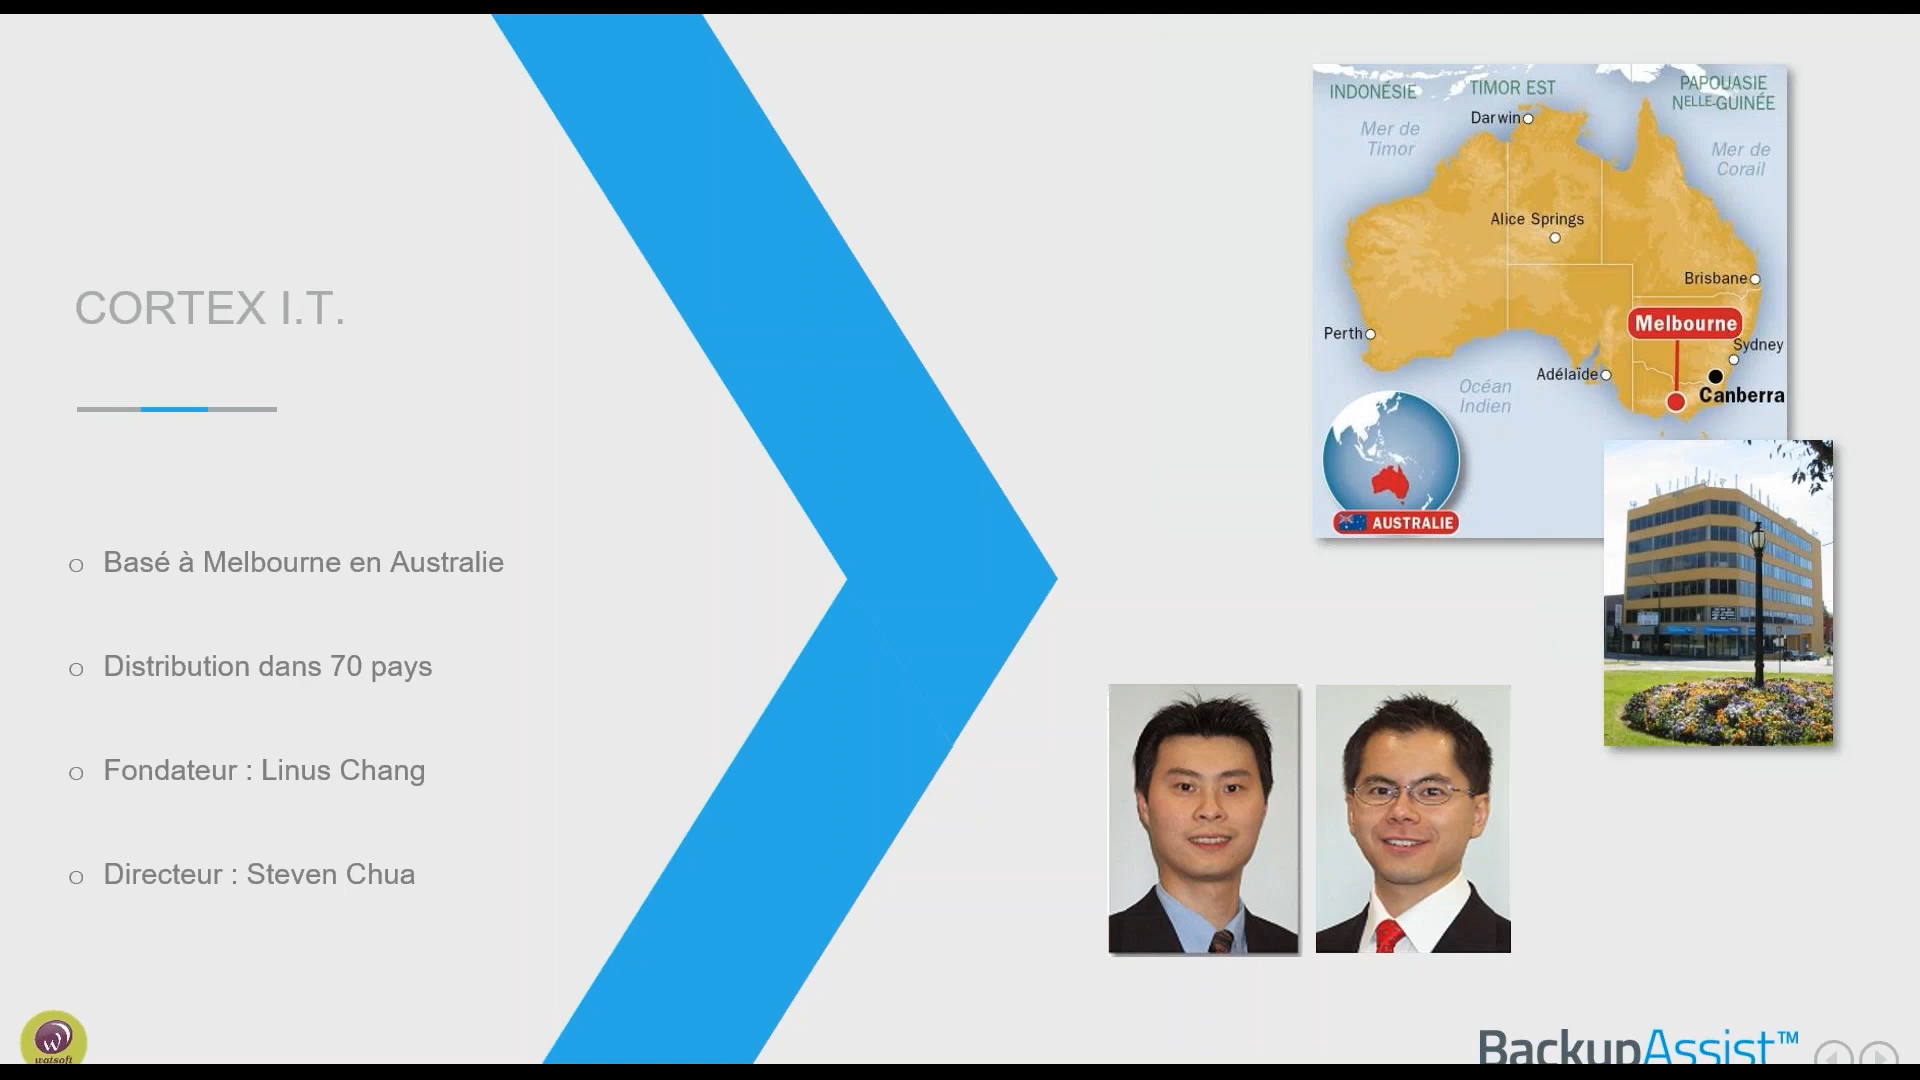 CORTEX I.T.
Basé à Melbourne en Australie
Distribution dans 70 pays
Fondateur : Linus Chang
Directeur : Steven Chua
INDONÉSIE
TIMOR EST
PAPOUASIE
NELLE-GUINÉE
Darwin
Mer de
Timor
Mer de
Corail
Alice Springs
Brisbane
Melbourne
Perth
Sydney
Adélaïde
Canberra
Océan
Indien
AUSTRALIE
watsoft
BackupAssist™